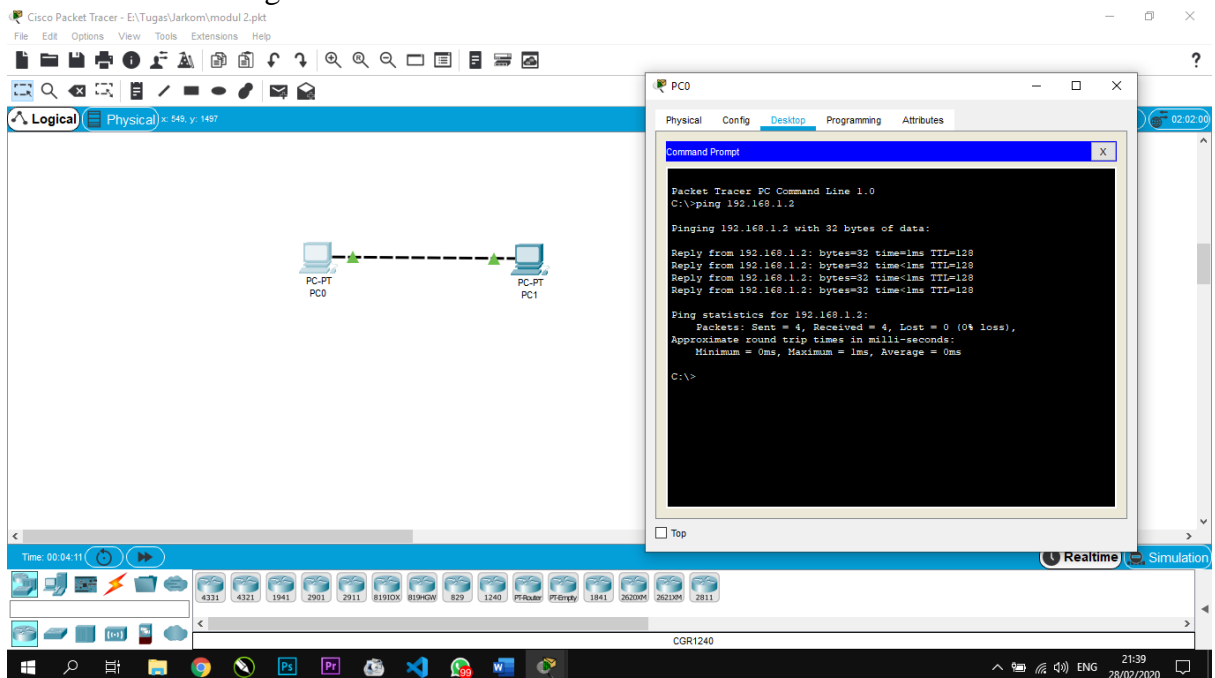 Cisco Packet Tracer - E:\Tugas\Jarkom\modul 2.pkt
File Edit Options View Tools Extensions Help
?
Logical Physical x: 549, y: 1497
02:02:00
PC0
Physical Config Desktop Programming Attributes
Command Prompt X
Packet Tracer PC Command Line 1.0
C:\>ping 192.168.1.2
Pinging 192.168.1.2 with 32 bytes of data:
Reply from 192.168.1.2: bytes=32 time=1ms TTL=128
Reply from 192.168.1.2: bytes=32 time<1ms TTL=128
Reply from 192.168.1.2: bytes=32 time<1ms TTL=128
Reply from 192.168.1.2: bytes=32 time<1ms TTL=128
Ping statistics for 192.168.1.2:
Packets: Sent = 4, Received = 4, Lost = 0 (0% loss),
Approximate round trip times in milli-seconds:
Minimum = 0ms, Maximum = 1ms, Average = 0ms
C:\>
Top
PC-PT
PC0
PC-PT
PC1
Time: 00:04:11
Realtime Simulation
4331 4321 1941 2901 2911 819IOX 819HGW 829 1240 PT-Router PT-Empty 1841 2620XM 2621XM 2811
CGR1240
Ps Pr 99 ENG 21:39
28/02/2020